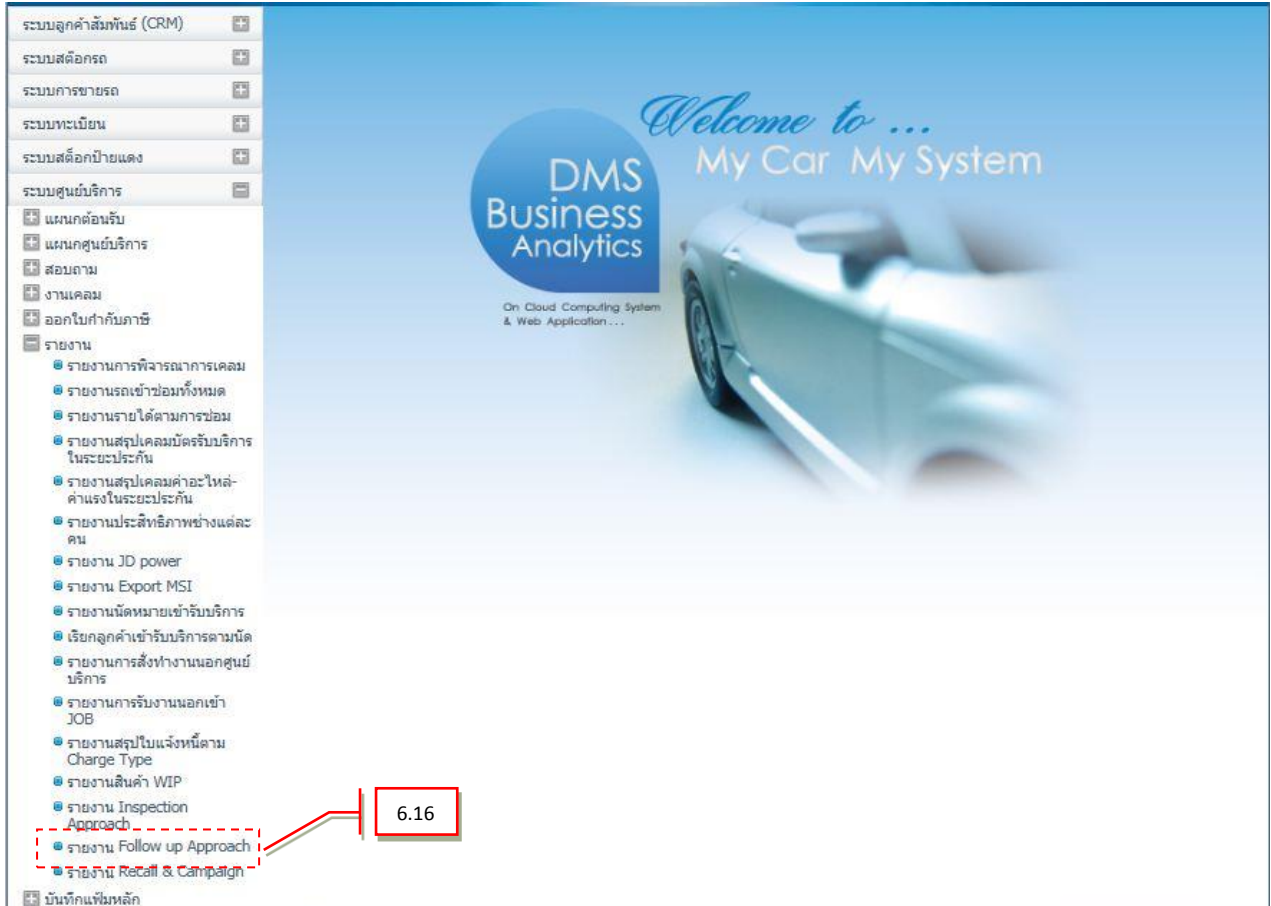 ระบบลูกค้าสัมพันธ์ (CRM)
ระบบสต๊อกรถ
ระบบการขายรถ
ระบบทะเบียน
ระบบสต็อกป้ายแดง
ระบบศูนย์บริการ
แผนกต้อนรับ
แผนกศูนย์บริการ
สอบถาม
งานเคลม
ออกใบกำกับภาษี
รายงาน
รายงานการพิจารณาการเคลม
รายงานรถเข้าซ่อมทั้งหมด
รายงานรายได้ตามการซ่อม
รายงานสรุปเคลมบัตรรับบริการ
ในระยะประกัน
รายงานสรุปเคลมค่าอะไหล่-
ค่าแรงในระยะประกัน
รายงานประสิทธิภาพช่างแต่ละ
คน
รายงาน JD power
รายงาน Export MSI
รายงานนัดหมายเข้ารับบริการ
เรียกลูกค้าเข้ารับบริการตามนัด
รายงานการสั่งทำงานนอกศูนย์
บริการ
รายงานการรับงานนอกเข้า
JOB
รายงานสรุปใบแจ้งหนี้ตาม
Charge Type
รายงานสินค้า WIP
รายงาน Inspection
Approach
รายงาน Follow up Approach
รายงาน Recall & Campaign
บันทึกแฟ้มหลัก
Welcome to ...
My Car My System
DMS
Business
Analytics
On Cloud Computing System
& Web Application...
6.16